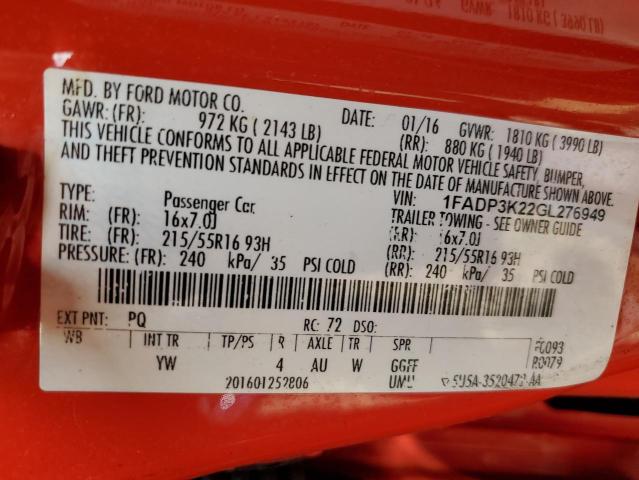 MFD. BY FORD MOTOR CO.
DATE: 01/16 GVWR: 1810 KG ( 3990 LB)
GAWR: (FR): 972 KG ( 2143 LB) (RR): 880 KG ( 1940 LB)
THIS VEHICLE CONFORMS TO ALL APPLICABLE FEDERAL MOTOR VEHICLE SAFETY, BUMPER,
AND THEFT PREVENTION STANDARDS IN EFFECT ON THE DATE OF MANUFACTURE SHOWN ABOVE.
VIN: 1FADP3K22GL276949
TYPE: Passenger Car TRAILER TOWING - SEE OWNER GUIDE
RIM: (FR): 16x7.0J (RR): 16x7.0J
TIRE: (FR): 215/55R16 93H (RR): 215/55R16 93H
PRESSURE: (FR): 240 kPa/ 35 PSI COLD (RR): 240 kPa/ 35 PSI COLD
EXT PNT: PQ RC: 72 DSO:
WB INT TR TP/PS R AXLE TR SPR
YW 4 AU W GGFF
201601252806